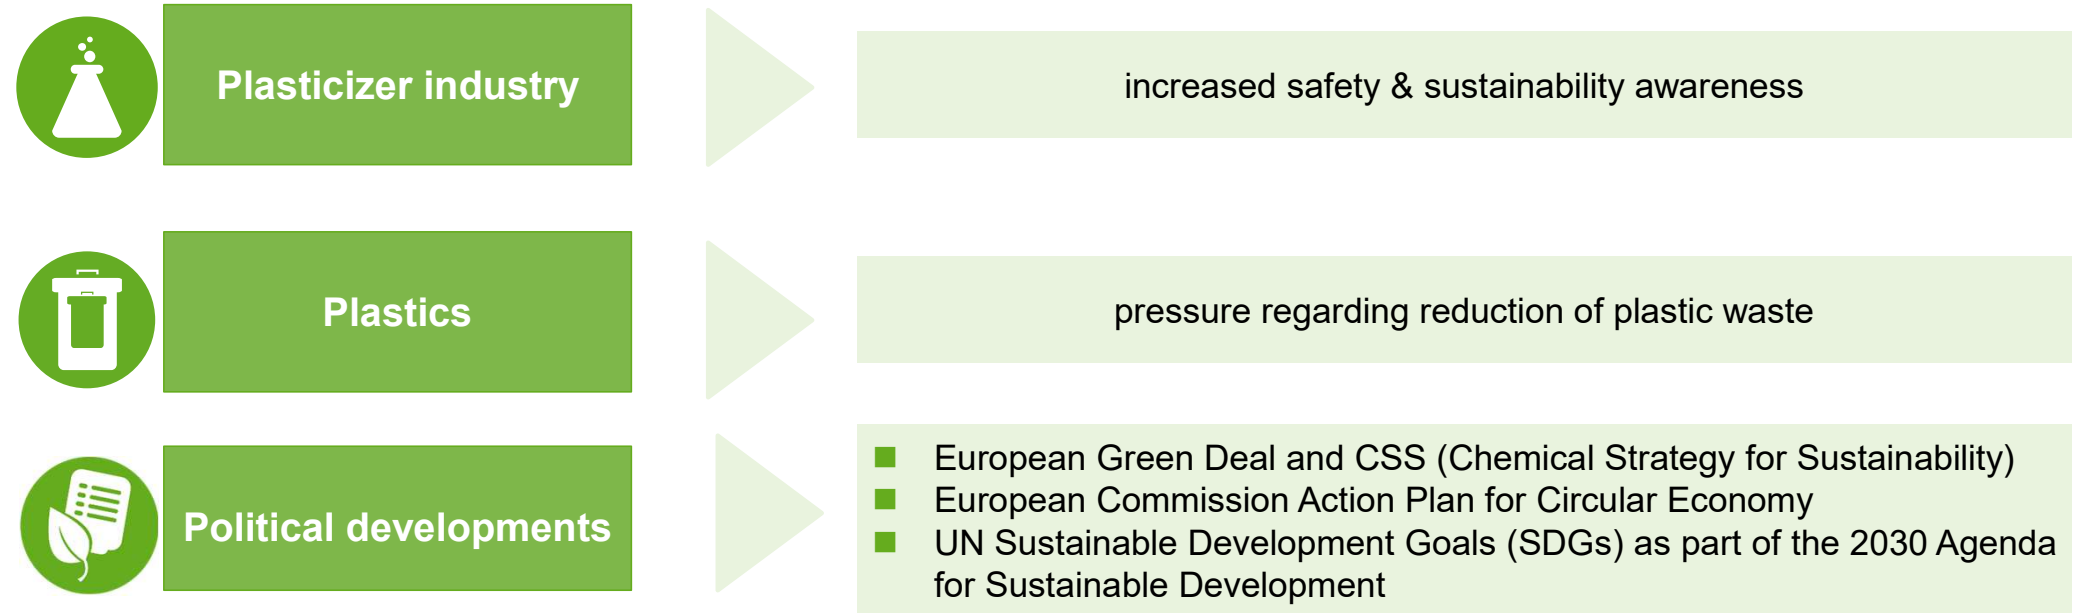 Plasticizer industry
increased safety & sustainability awareness
Plastics
pressure regarding reduction of plastic waste
Political developments
European Green Deal and CSS (Chemical Strategy for Sustainability)
European Commission Action Plan for Circular Economy
UN Sustainable Development Goals (SDGs) as part of the 2030 Agenda
for Sustainable Development